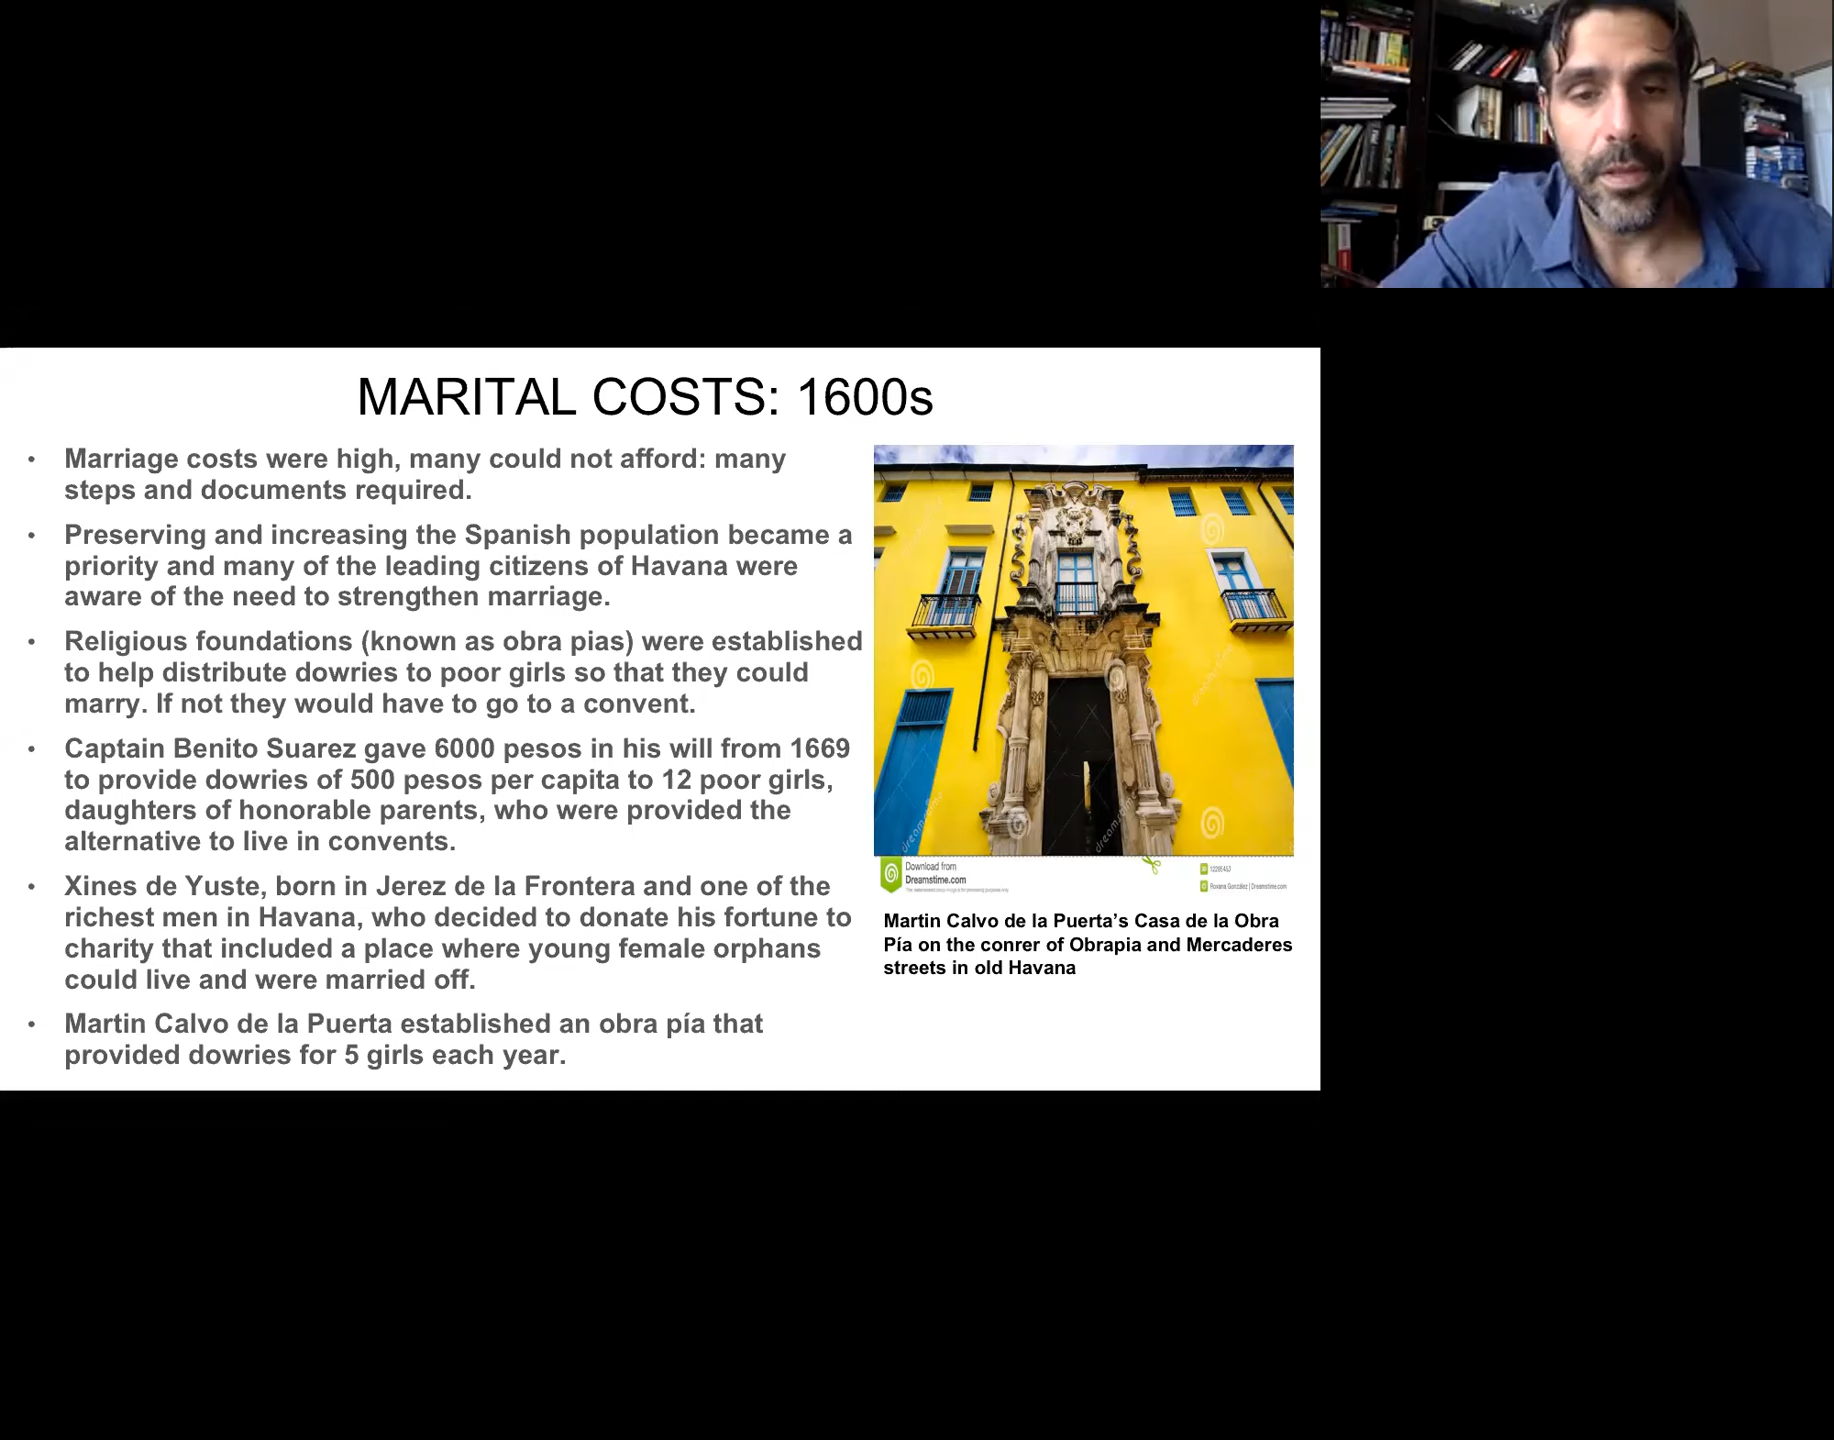 MARITAL COSTS: 1600s
• Marriage costs were high, many could not afford: many
steps and documents required.
• Preserving and increasing the Spanish population became a
priority and many of the leading citizens of Havana were
aware of the need to strengthen marriage.
• Religious foundations (known as obra pias) were established
to help distribute dowries to poor girls so that they could
marry. If not they would have to go to a convent.
• Captain Benito Suarez gave 6000 pesos in his will from 1669
to provide dowries of 500 pesos per capita to 12 poor girls,
daughters of honorable parents, who were provided the
alternative to live in convents.
• Xines de Yuste, born in Jerez de la Frontera and one of the
richest men in Havana, who decided to donate his fortune to
charity that included a place where young female orphans
could live and were married off.
• Martin Calvo de la Puerta established an obra pía that
provided dowries for 5 girls each year.
Download from
Dreamstime.com
Roxana González | Dreamstime.com
Martin Calvo de la Puerta’s Casa de la Obra
Pía on the conrer of Obrapia and Mercaderes
streets in old Havana